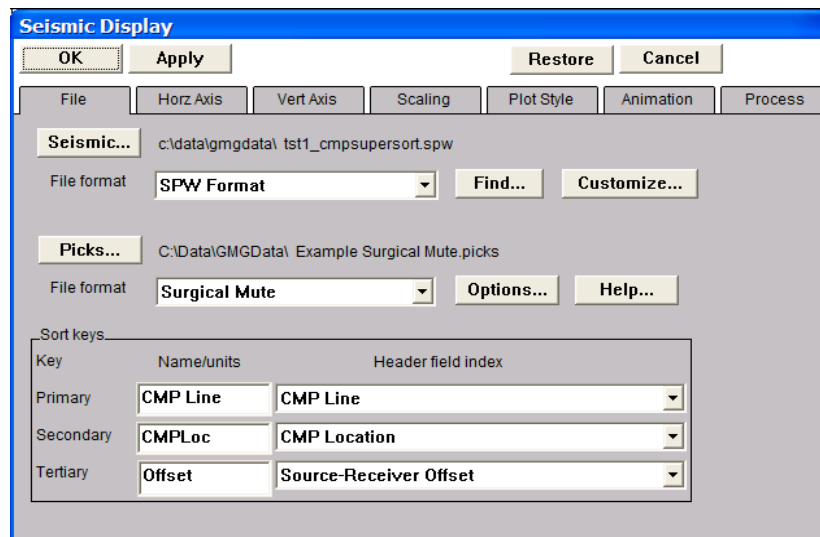 Seismic Display
OK Apply Restore Cancel
File Horz Axis Vert Axis Scaling Plot Style Animation Process
Seismic... c:\data\gmgdata\ tst1_cmpsupersort.spw
File format SPW Format Find... Customize...
Picks... C:\Data\GMGData\ Example Surgical Mute.picks
File format Surgical Mute Options... Help...
Sort keys
Key Name/units Header field index
Primary CMP Line CMP Line
Secondary CMPLoc CMP Location
Tertiary Offset Source-Receiver Offset